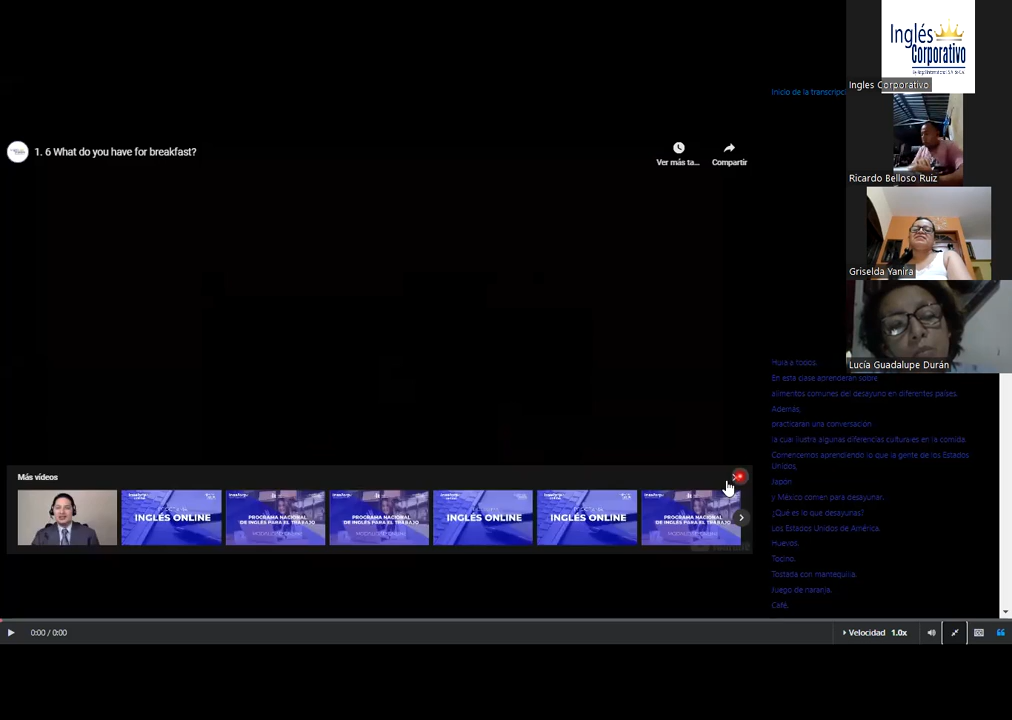 Inglés
Corporativo
Ingles Corporativo
Inicio de la transcripci
1. 6 What do you have for breakfast?
Ver más ta...
Compartir
Ricardo Belloso Ruiz
Griselda Yanira
Lucía Guadalupe Durán
Hola a todos.
En esta clase aprenderán sobre
alimentos comunes del desayuno en diferentes países.
Además,
practicarán una conversación
la cual ilustra algunas diferencias culturales en la comida.
Comencemos aprendiendo lo que la gente de los Estados
Unidos,
Japón
y México comen para desayunar.
¿Qué es lo que desayunas?
Los Estados Unidos de América.
Huevos.
Tocino.
Tostada con mantequilla.
Jugo de naranja.
Café.
Más vídeos
INGLÉS ONLINE
PROGRAMA NACIONAL
DE INGLÉS PARA EL TRABAJO
PROGRAMA NACIONAL
DE INGLÉS PARA EL TRABAJO
INGLÉS ONLINE
INGLÉS ONLINE
PROGRAMA NACIONAL
DE INGLÉS PARA EL TRABAJO
0:00 / 0:00
Velocidad 1.0x